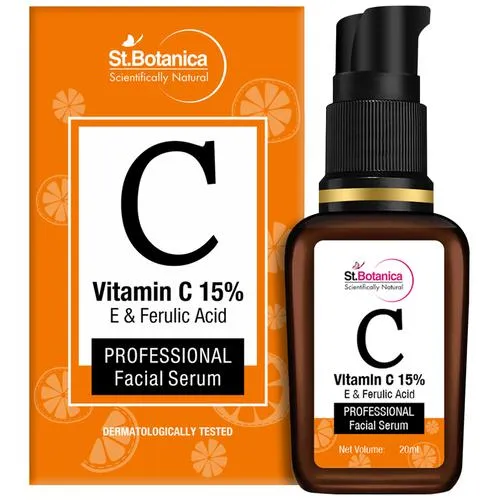 St.Botanica
Scientifically Natural
C
Vitamin C 15%
E & Ferulic Acid
PROFESSIONAL
Facial Serum
DERMATOLOGICALLY TESTED
St.Botanica
Scientifically Natural
C
Vitamin C 15%
E & Ferulic Acid
PROFESSIONAL
Facial Serum
Net Volume: 20ml